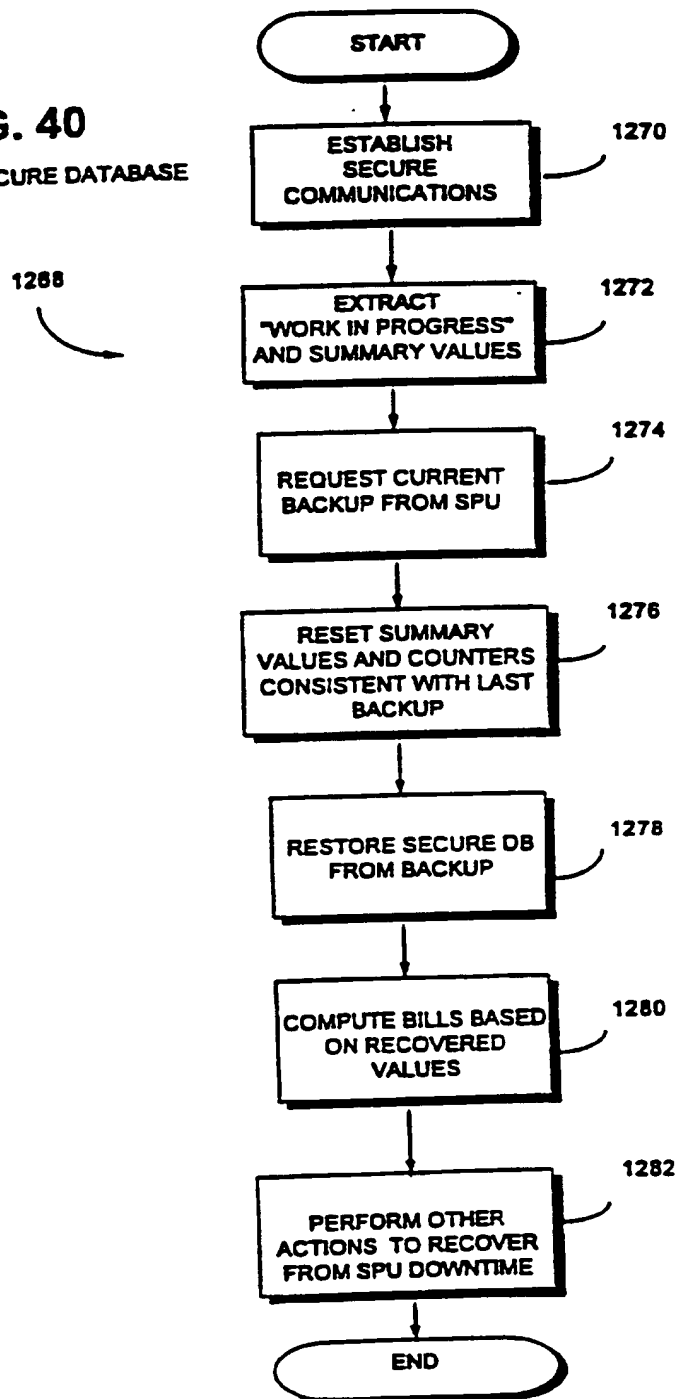 START
G. 40
CURE DATABASE
1268
ESTABLISH
SECURE
COMMUNICATIONS
1270
EXTRACT
"WORK IN PROGRESS"
AND SUMMARY VALUES
1272
REQUEST CURRENT
BACKUP FROM SPU
1274
RESET SUMMARY
VALUES AND COUNTERS
CONSISTENT WITH LAST
BACKUP
1276
RESTORE SECURE DB
FROM BACKUP
1278
COMPUTE BILLS BASED
ON RECOVERED
VALUES
1280
PERFORM OTHER
ACTIONS TO RECOVER
FROM SPU DOWNTIME
1282
END